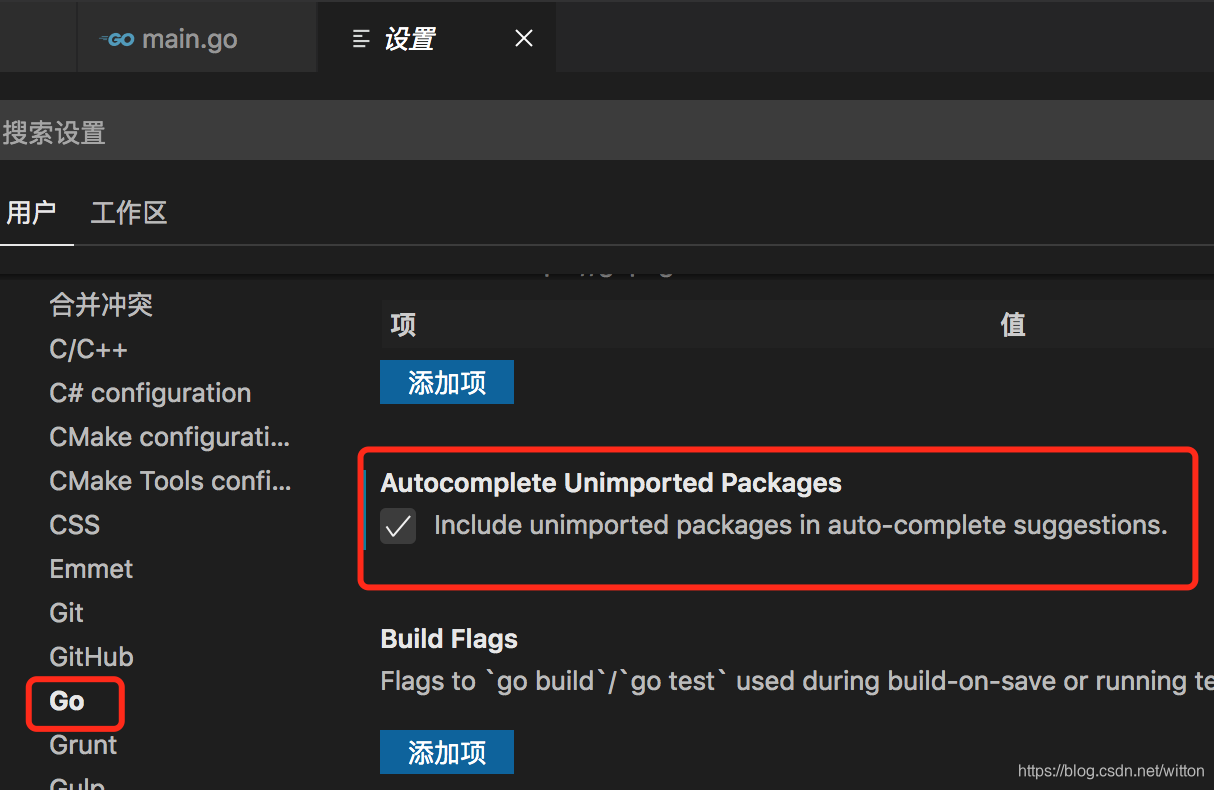 GO main.go
设置
搜索设置
用户 工作区
合并冲突
C/C++
C# configuration
CMake configurati...
CMake Tools confi...
CSS
Emmet
Git
GitHub
Go
Grunt
Gulp
项 值
添加项
Autocomplete Unimported Packages
Include unimported packages in auto-complete suggestions.
Build Flags
Flags to `go build`/`go test` used during build-on-save or running te
添加项
https://blog.csdn.net/witton